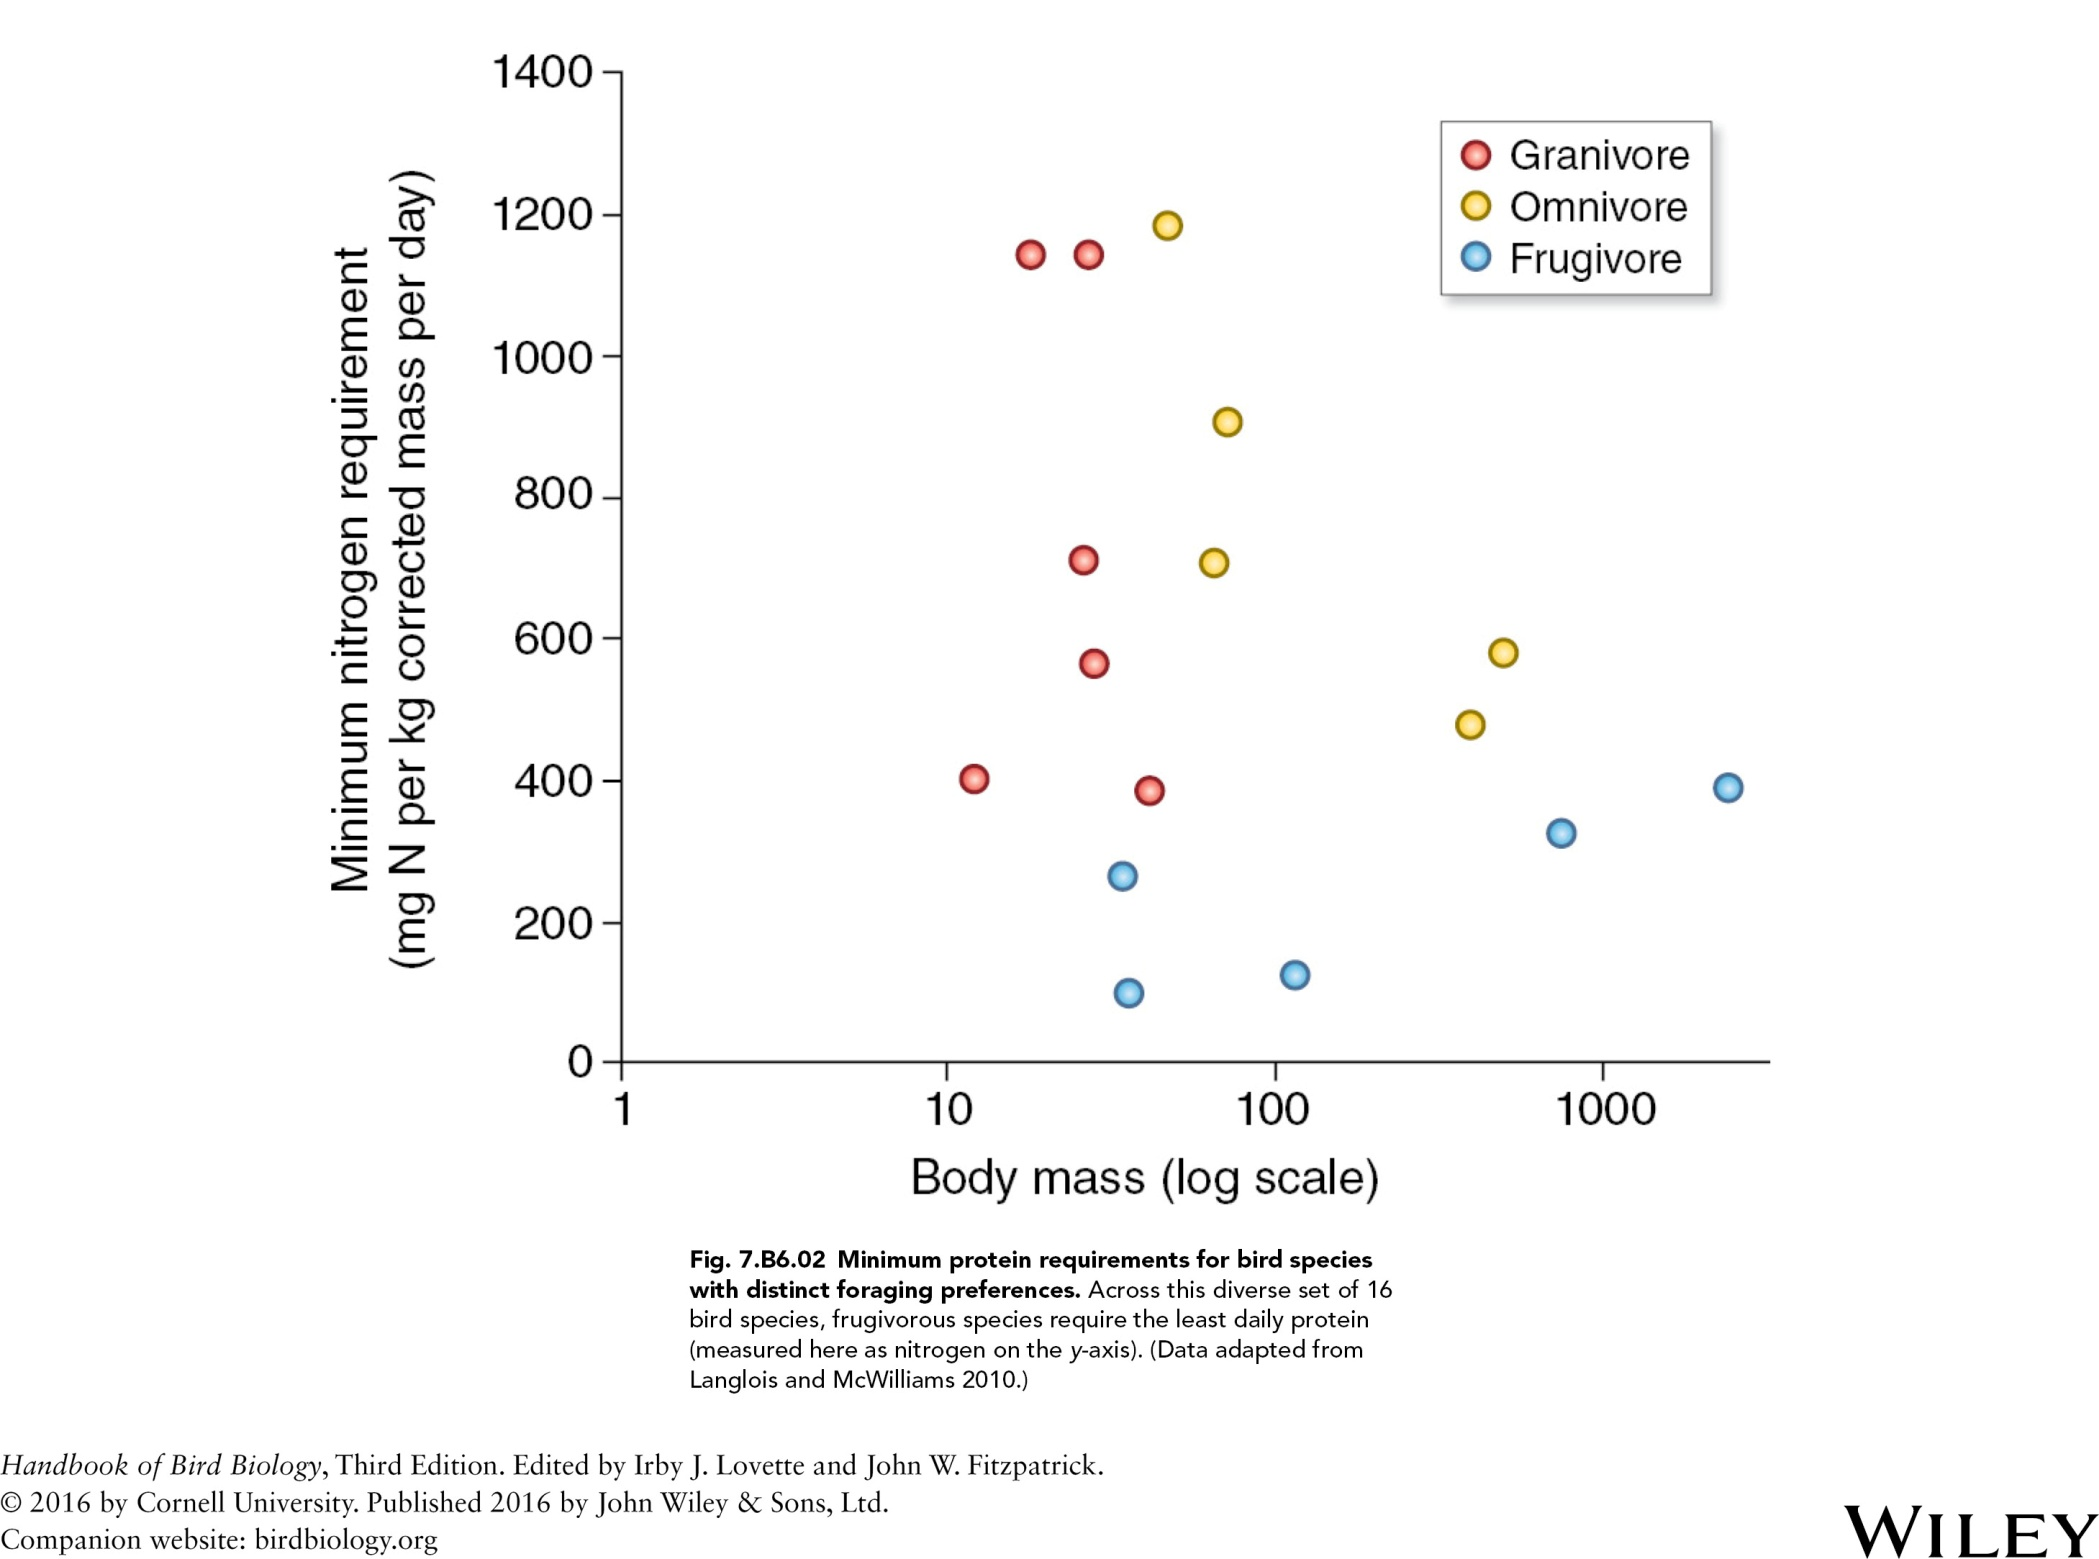 1400
1200
1000
800
600
400
200
0
Minimum nitrogen requirement
(mg N per kg corrected mass per day)
Granivore
Omnivore
Frugivore
1 10 100 1000
Body mass (log scale)
Fig. 7.B6.02 Minimum protein requirements for bird species
with distinct foraging preferences. Across this diverse set of 16
bird species, frugivorous species require the least daily protein
(measured here as nitrogen on the y-axis). (Data adapted from
Langlois and McWilliams 2010.)
Handbook of Bird Biology, Third Edition. Edited by Irby J. Lovette and John W. Fitzpatrick.
© 2016 by Cornell University. Published 2016 by John Wiley & Sons, Ltd.
Companion website: birdbiology.org
WILEY